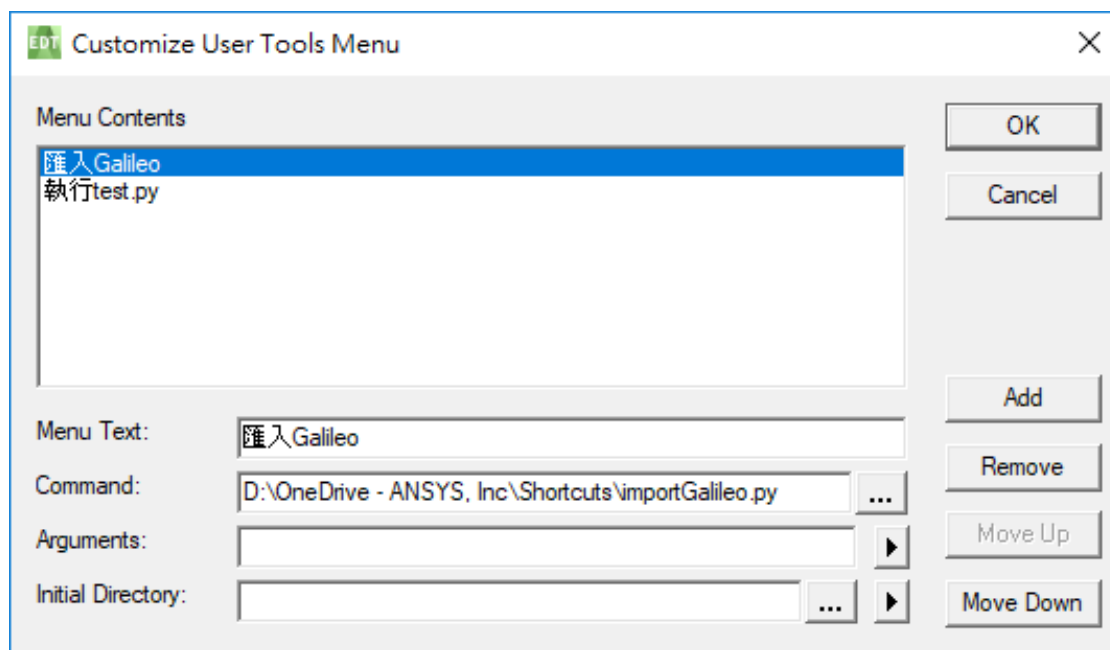 EDT Customize User Tools Menu
Menu Contents
OK
匯入Galileo
執行test.py
Cancel
Add
Menu Text:
匯入Galileo
Remove
Command:
D:\OneDrive - ANSYS, Inc\Shortcuts\importGalileo.py
...
Arguments:
Move Up
Initial Directory:
...
Move Down